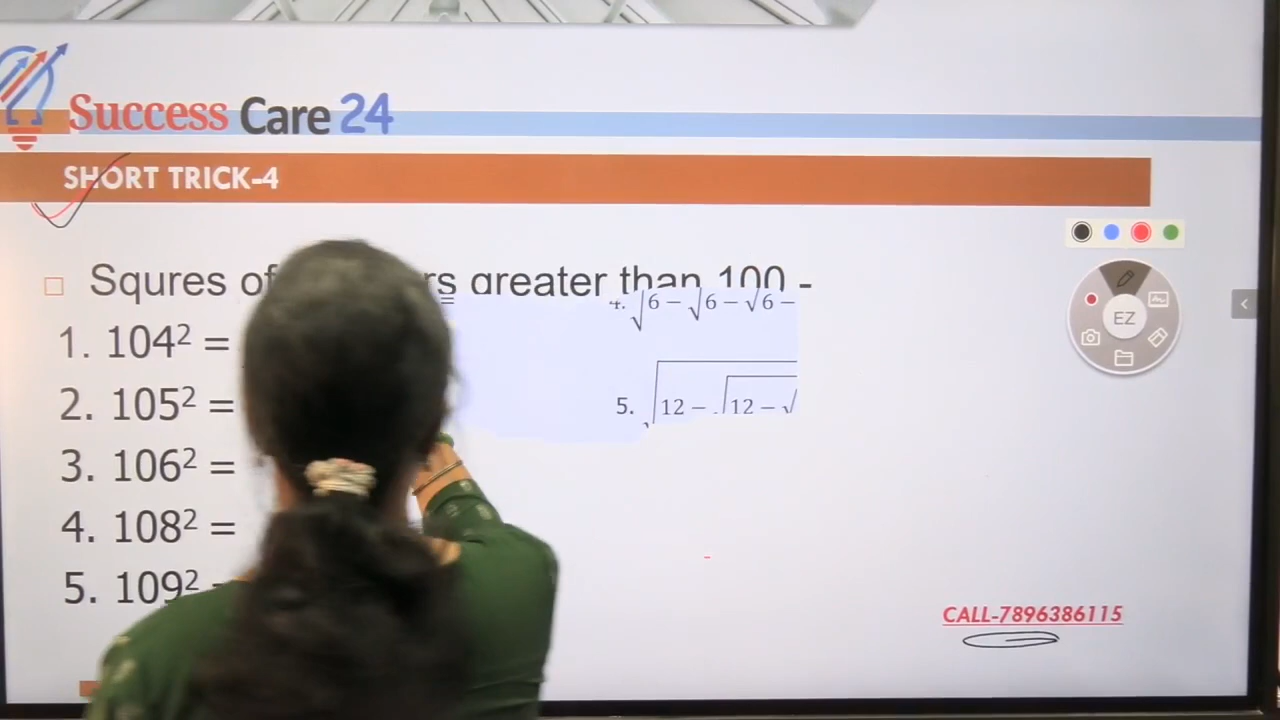 Success Care 24
SHORT TRICK-4
Squres of greater than 100 -
1. 104² =
2. 105² =
3. 106² =
4. 108² =
5. 109²
4. √6 − √6 − √6 −
5. √12 − √12 − √
EZ
CALL-7896386115